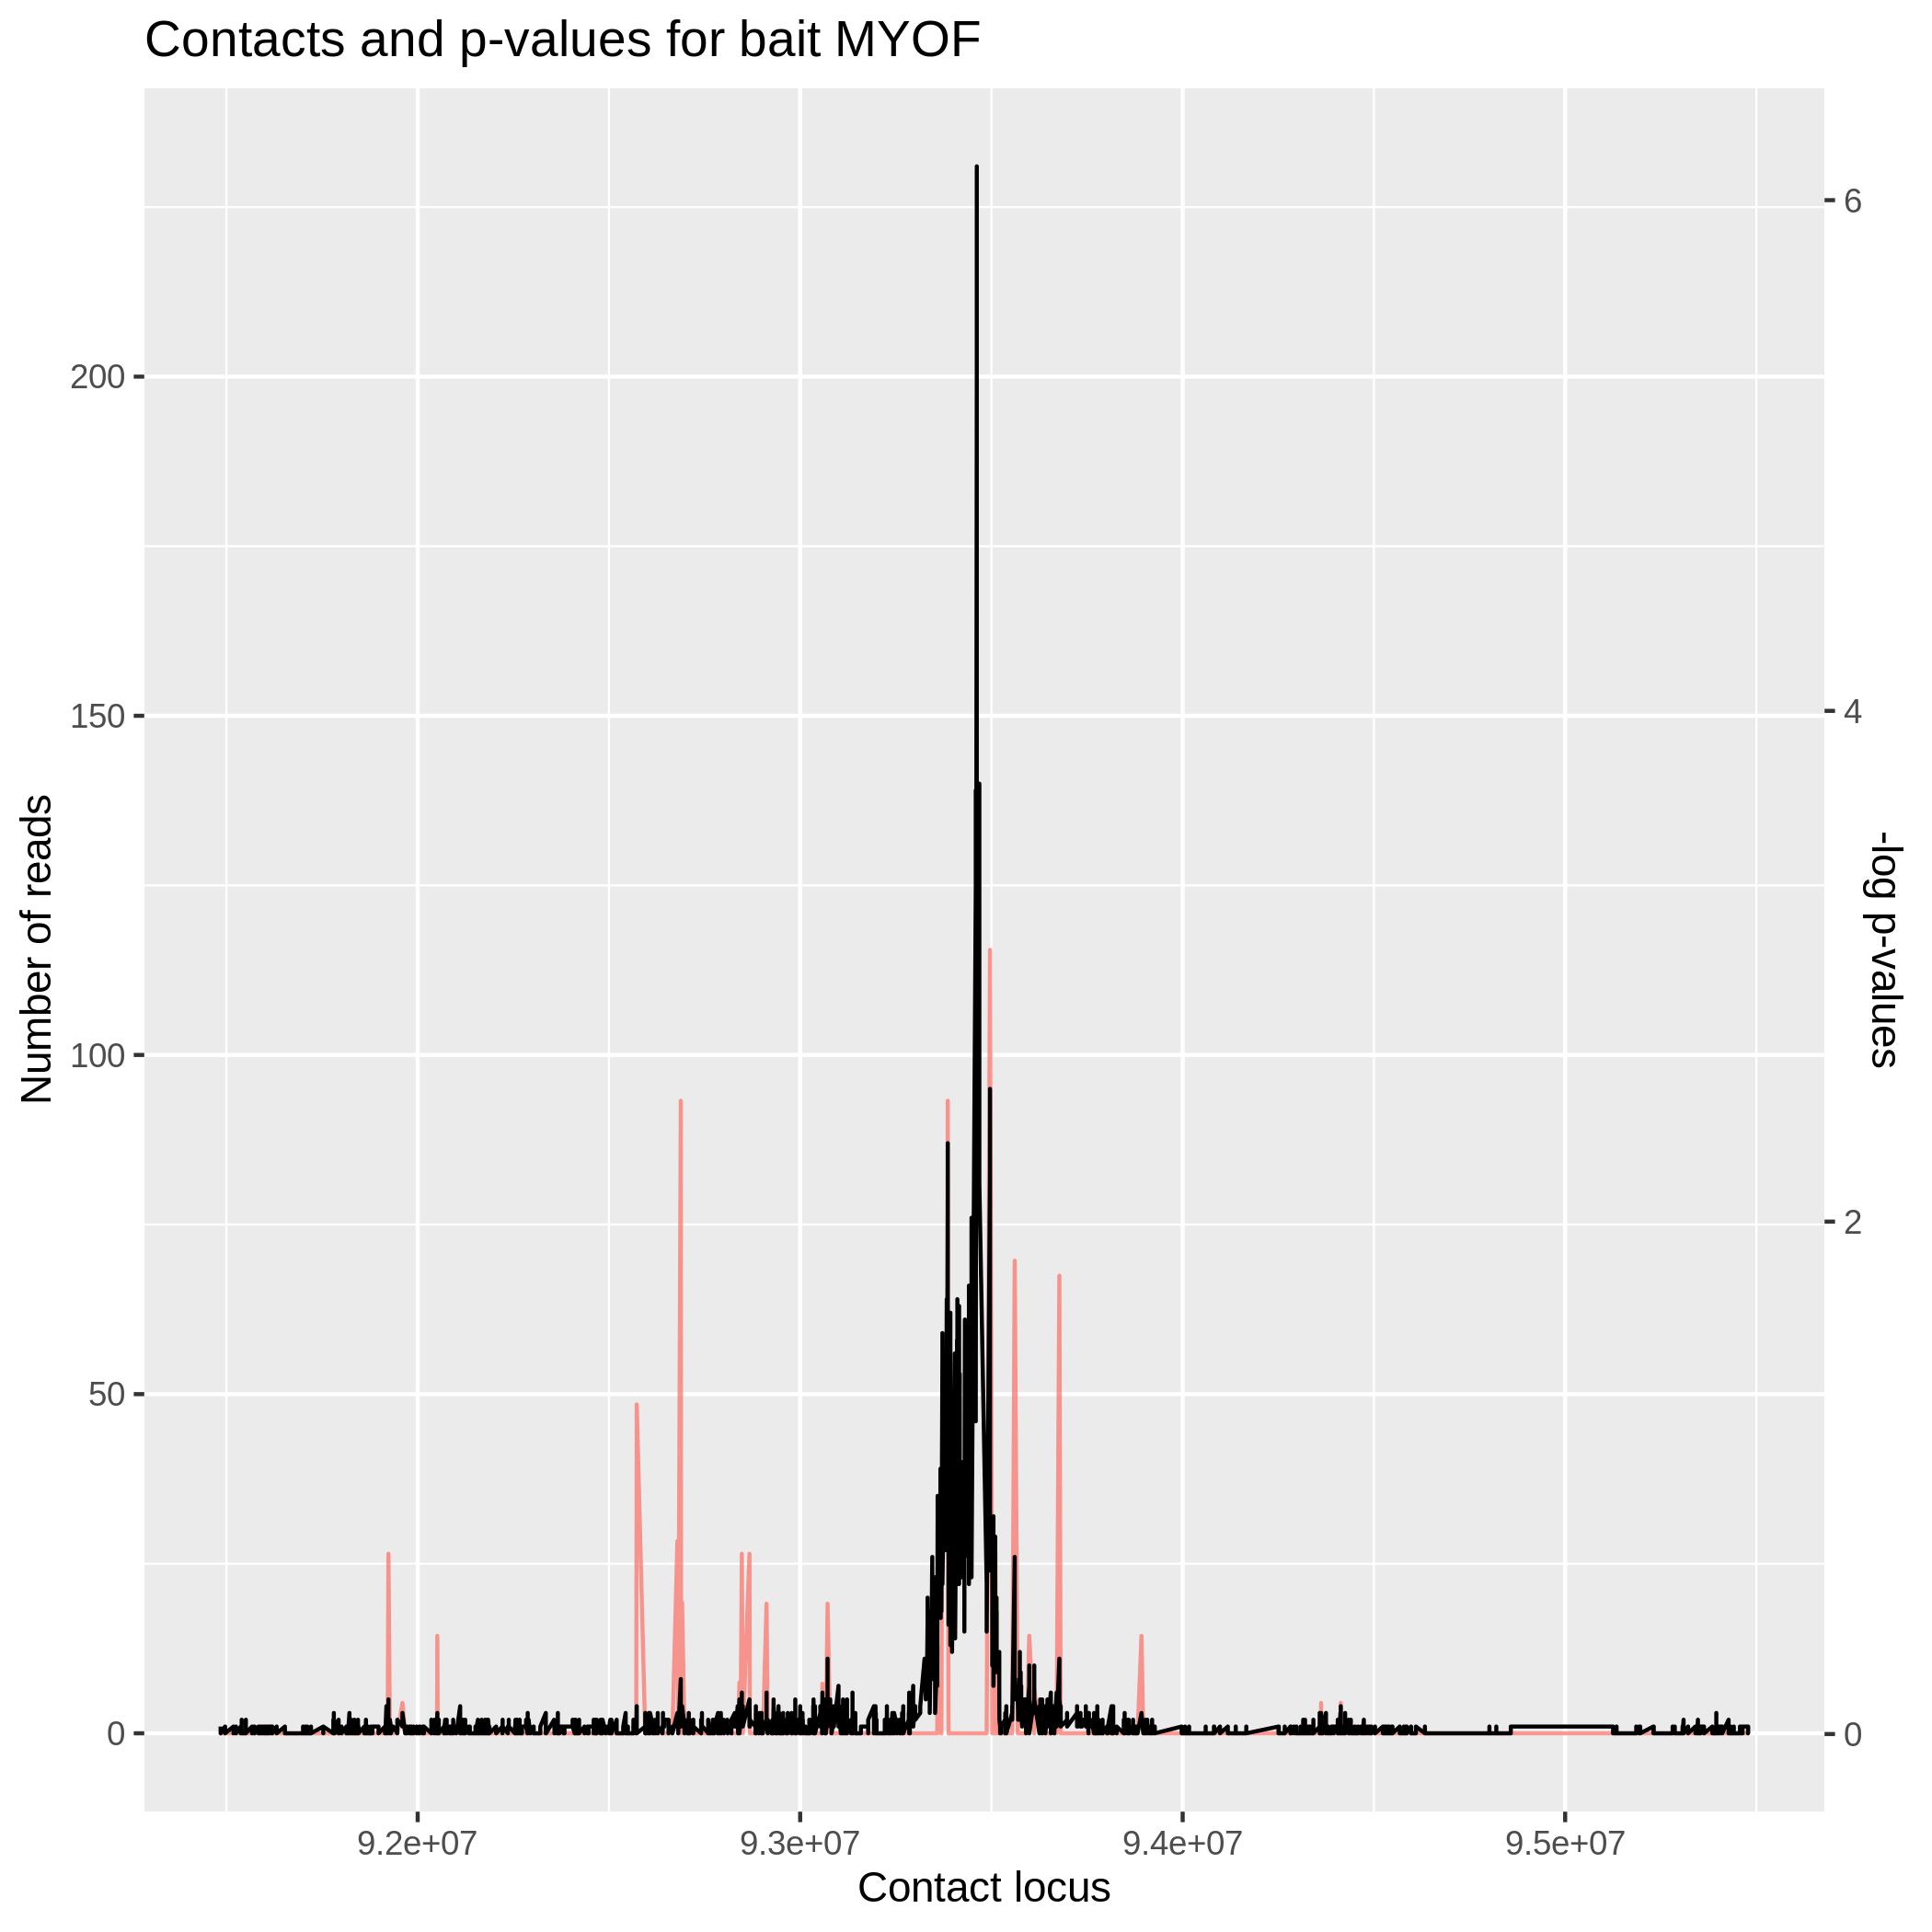 Contacts and p-values for bait MYOF
Number of reads
200
150
100
50
0
6
4
2
0
-log p-values
9.2e+07 9.3e+07 9.4e+07 9.5e+07
Contact locus